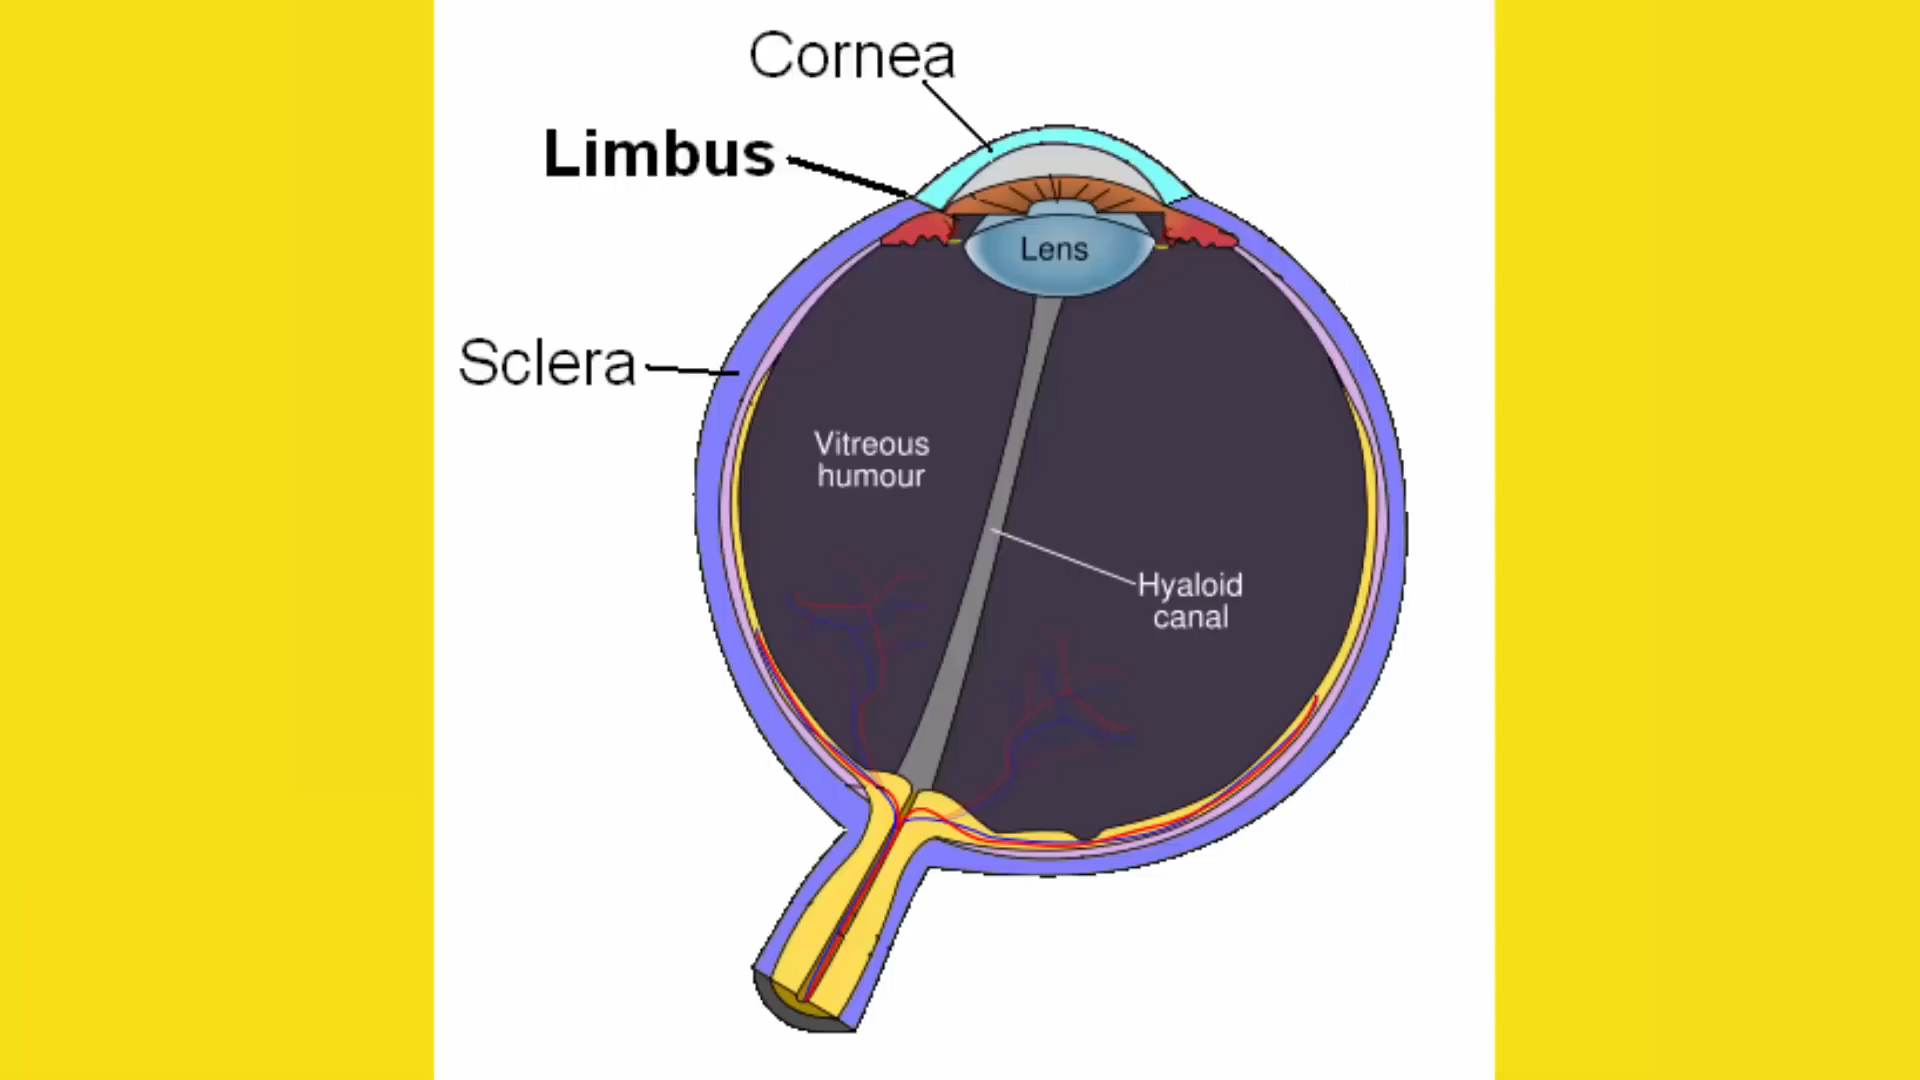 Cornea
Limbus
Lens
Sclera
Vitreous
humour
Hyaloid
canal